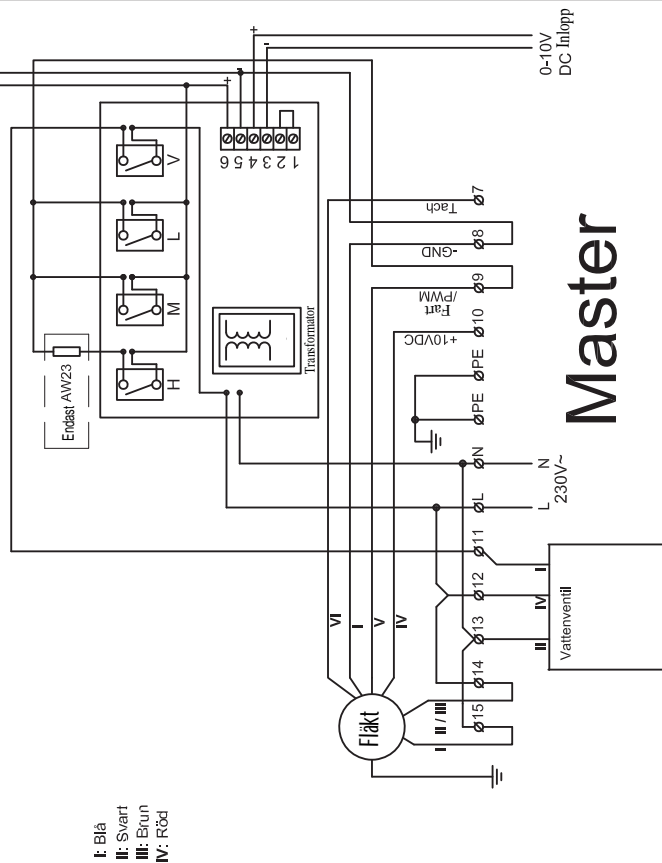 0-10V
DC Inlopp
+
-
+
-
6 5 4 3 2 1
V
L
M
H
Endast AW23
Transformator
Tach
7
-GND
8
Fart
/PWM
9
+10VDC
10
PE
PE
N
L
11
12
13
14
15
N
L
230V~
Master
VI
I
V
IV
Fläkt
II / III
I
I
IV
II
Vattenventil
I: Blå
II: Svart
III: Brun
IV: Röd